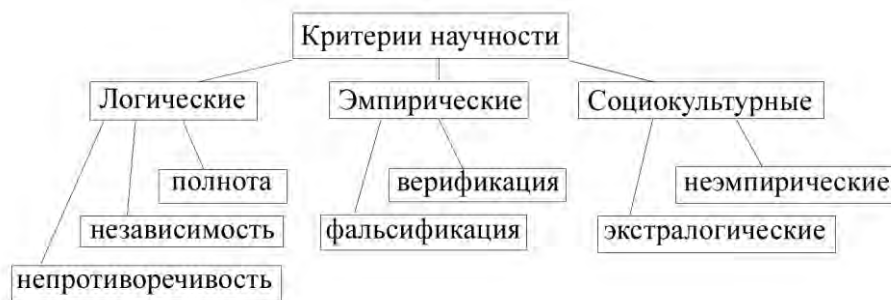 Критерии научности
Логические
Эмпирические
Социокультурные
полнота
верификация
неэмпирические
независимость
фальсификация
экстралогические
непротиворечивость